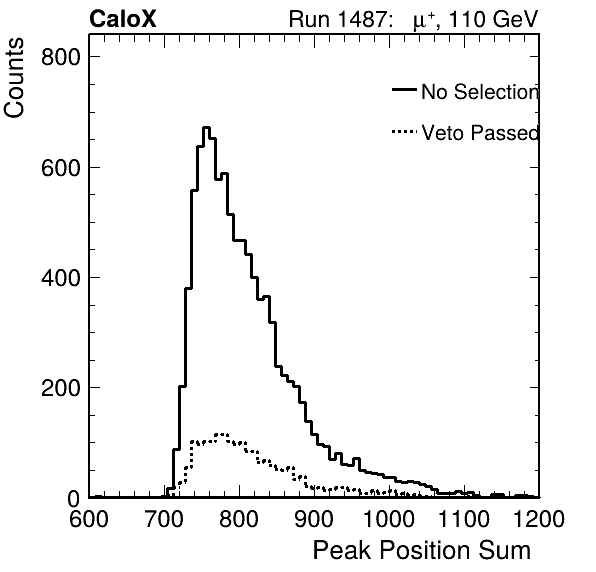 CaloX Run 1487: μ⁺, 110 GeV
Counts
800
No Selection
Veto Passed
600
400
200
0
600 700 800 900 1000 1100 1200
Peak Position Sum